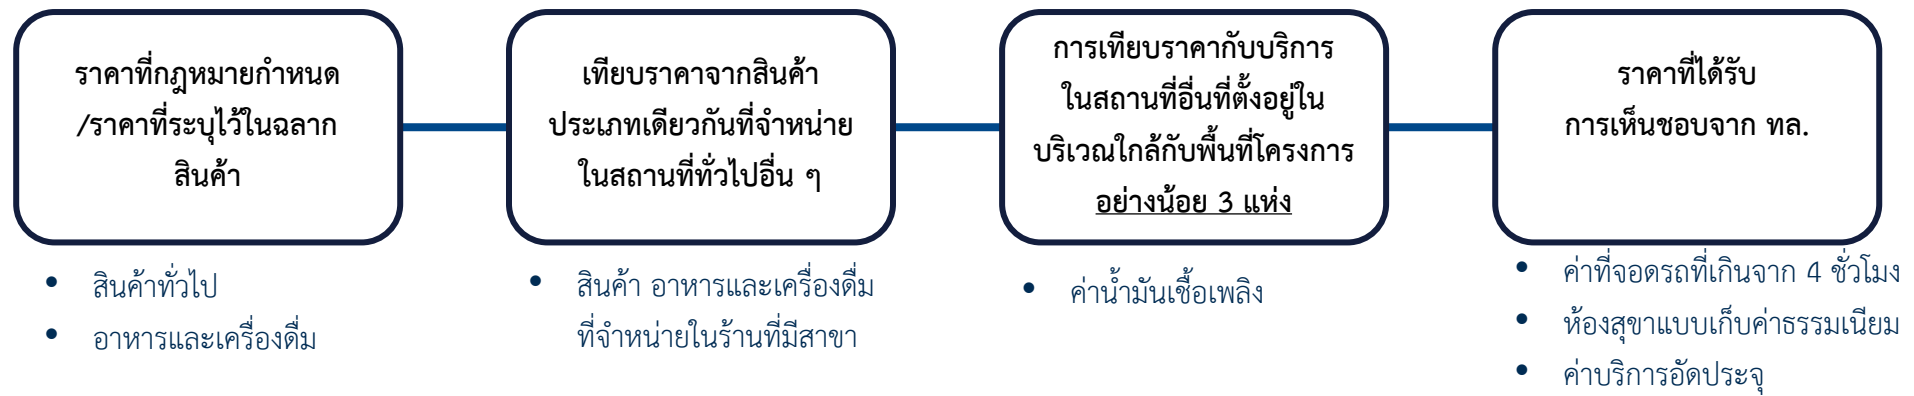 ราคาที่กฎหมายกำหนด
/ราคาที่ระบุไว้ในฉลาก
สินค้า
• สินค้าทั่วไป
• อาหารและเครื่องดื่ม
เทียบราคาจากสินค้า
ประเภทเดียวกันที่จำหน่าย
ในสถานที่ทั่วไปอื่น ๆ
• สินค้า อาหารและเครื่องดื่ม
ที่จำหน่ายในร้านที่มีสาขา
การเทียบราคากับบริการ
ในสถานที่อื่นที่ตั้งอยู่ใน
บริเวณใกล้กับพื้นที่โครงการ
อย่างน้อย 3 แห่ง
• ค่าน้ำมันเชื้อเพลิง
ราคาที่ได้รับ
การเห็นชอบจาก ทล.
• ค่าที่จอดรถที่เกินจาก 4 ชั่วโมง
• ห้องสุขาแบบเก็บค่าธรรมเนียม
• ค่าบริการอัดประจุ